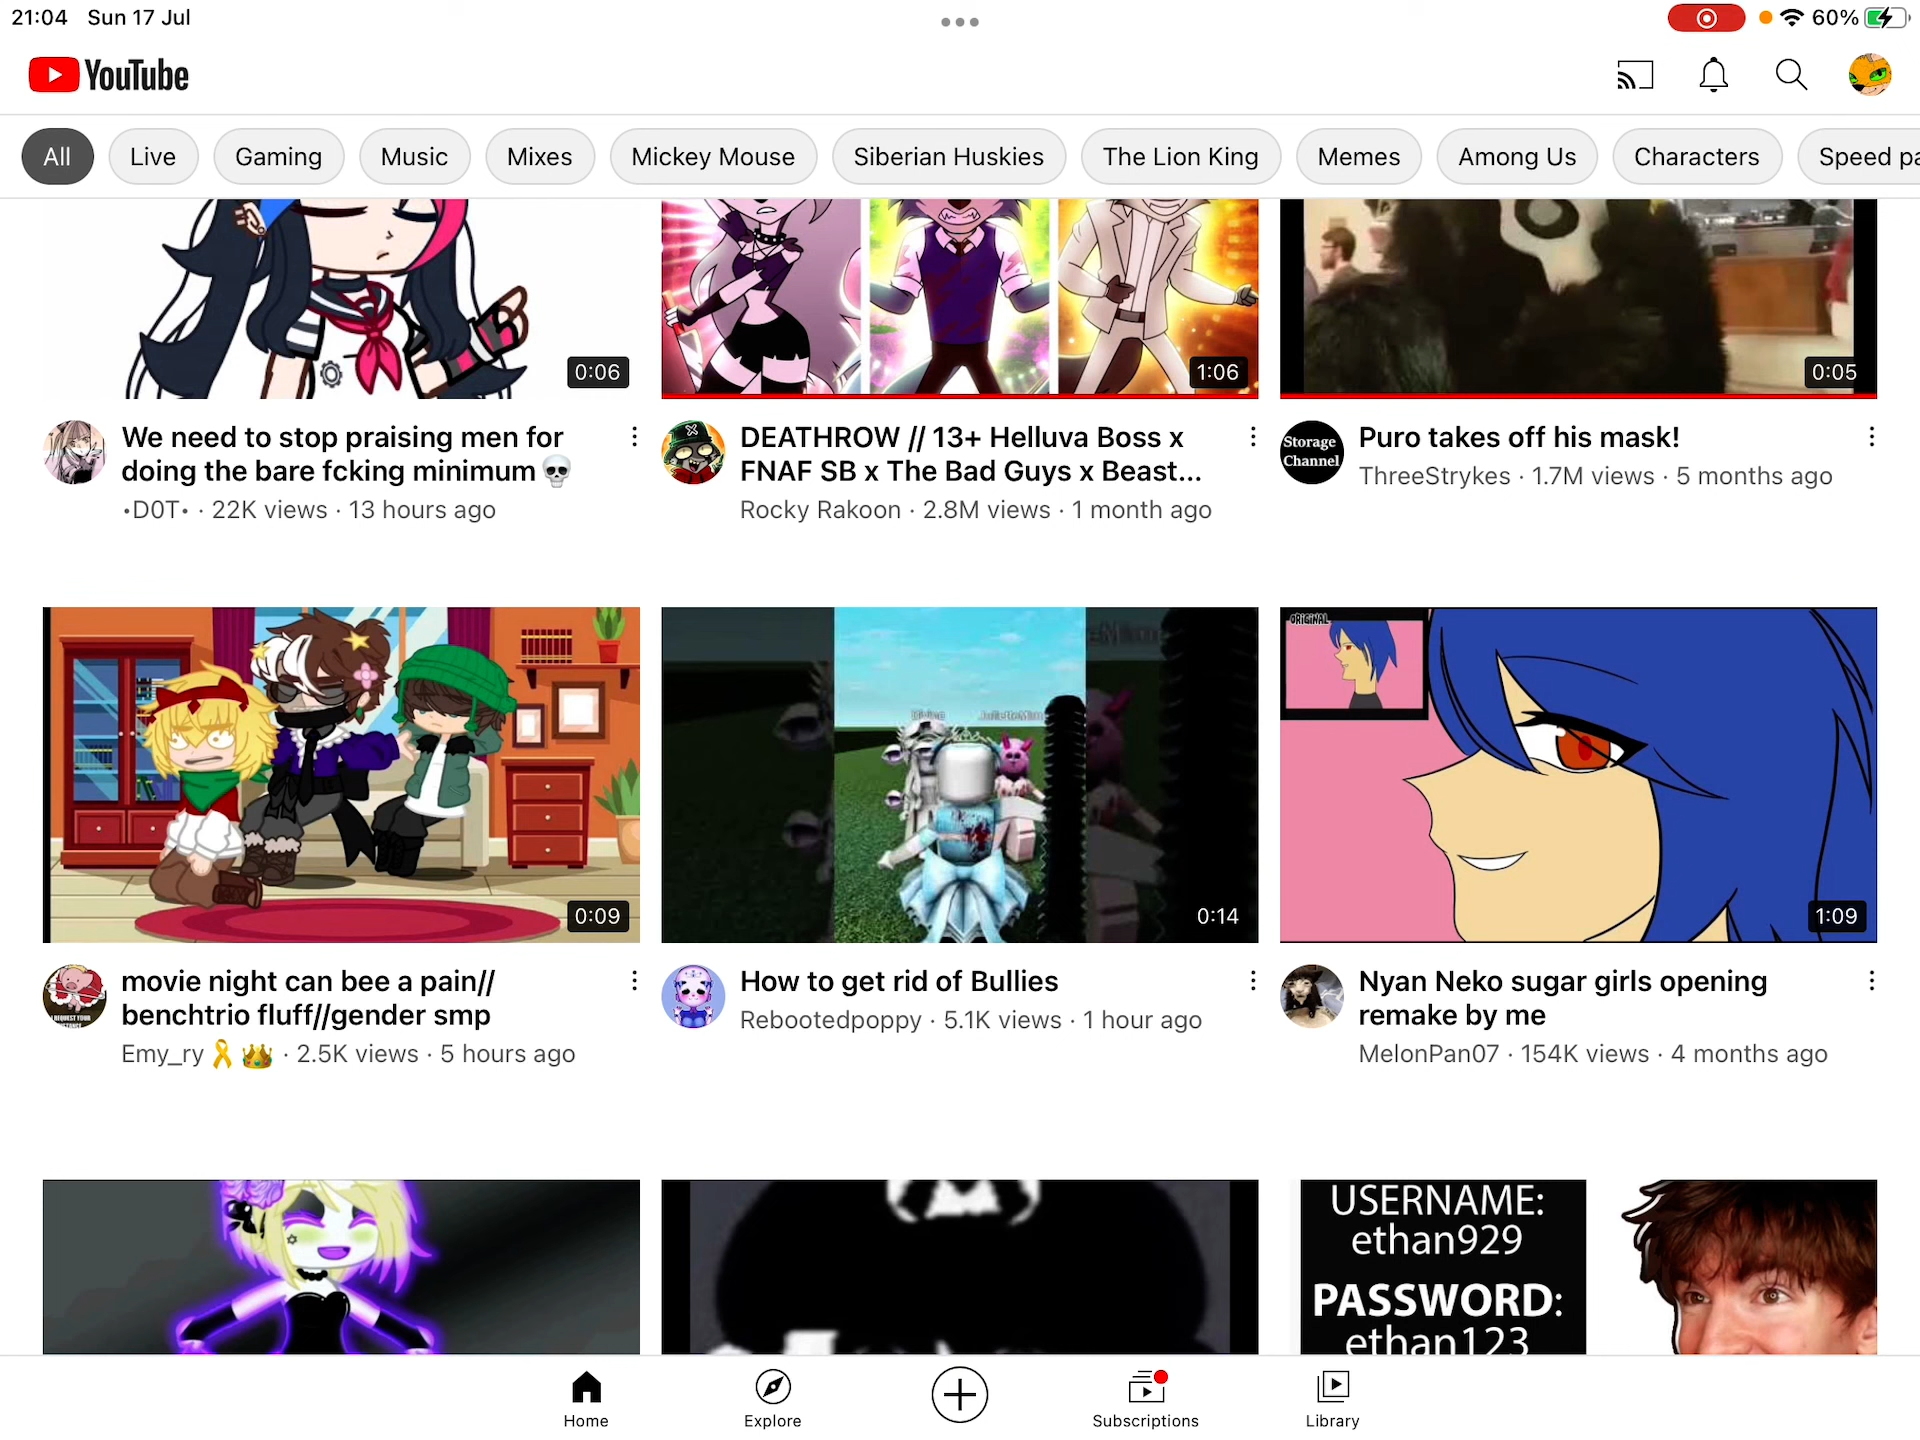 21:04 Sun 17 Jul
60%
YouTube
All Live Gaming Music Mixes Mickey Mouse Siberian Huskies The Lion King Memes Among Us Characters Speed pa
0:06
1:06
0:05
We need to stop praising men for
doing the bare fcking minimum💀
•D0T• · 22K views · 13 hours ago
DEATHROW // 13+ Helluva Boss x
FNAF SB x The Bad Guys x Beast...
Rocky Rakoon · 2.8M views · 1 month ago
Storage
Channel
Puro takes off his mask!
ThreeStrykes · 1.7M views · 5 months ago
0:09
0:14
ORIGINAL
1:09
movie night can bee a pain//
benchtrio fluff//gender smp
Emy_ry🎗️👑 · 2.5K views · 5 hours ago
How to get rid of Bullies
Rebootedpoppy · 5.1K views · 1 hour ago
Nyan Neko sugar girls opening
remake by me
MelonPan07 · 154K views · 4 months ago
USERNAME:
ethan929
PASSWORD:
ethan123
Home Explore Subscriptions Library